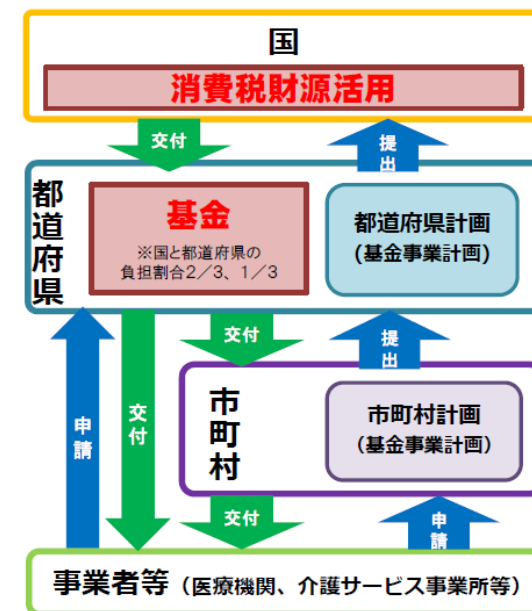 国
消費税財源活用
交付
提出
都道府県
基金
※国と都道府県の
負担割合2／3、1／3
都道府県計画
(基金事業計画)
交付
提出
申請
交付
市町村
市町村計画
（基金事業計画）
交付
申請
事業者等（医療機関、介護サービス事業所等）